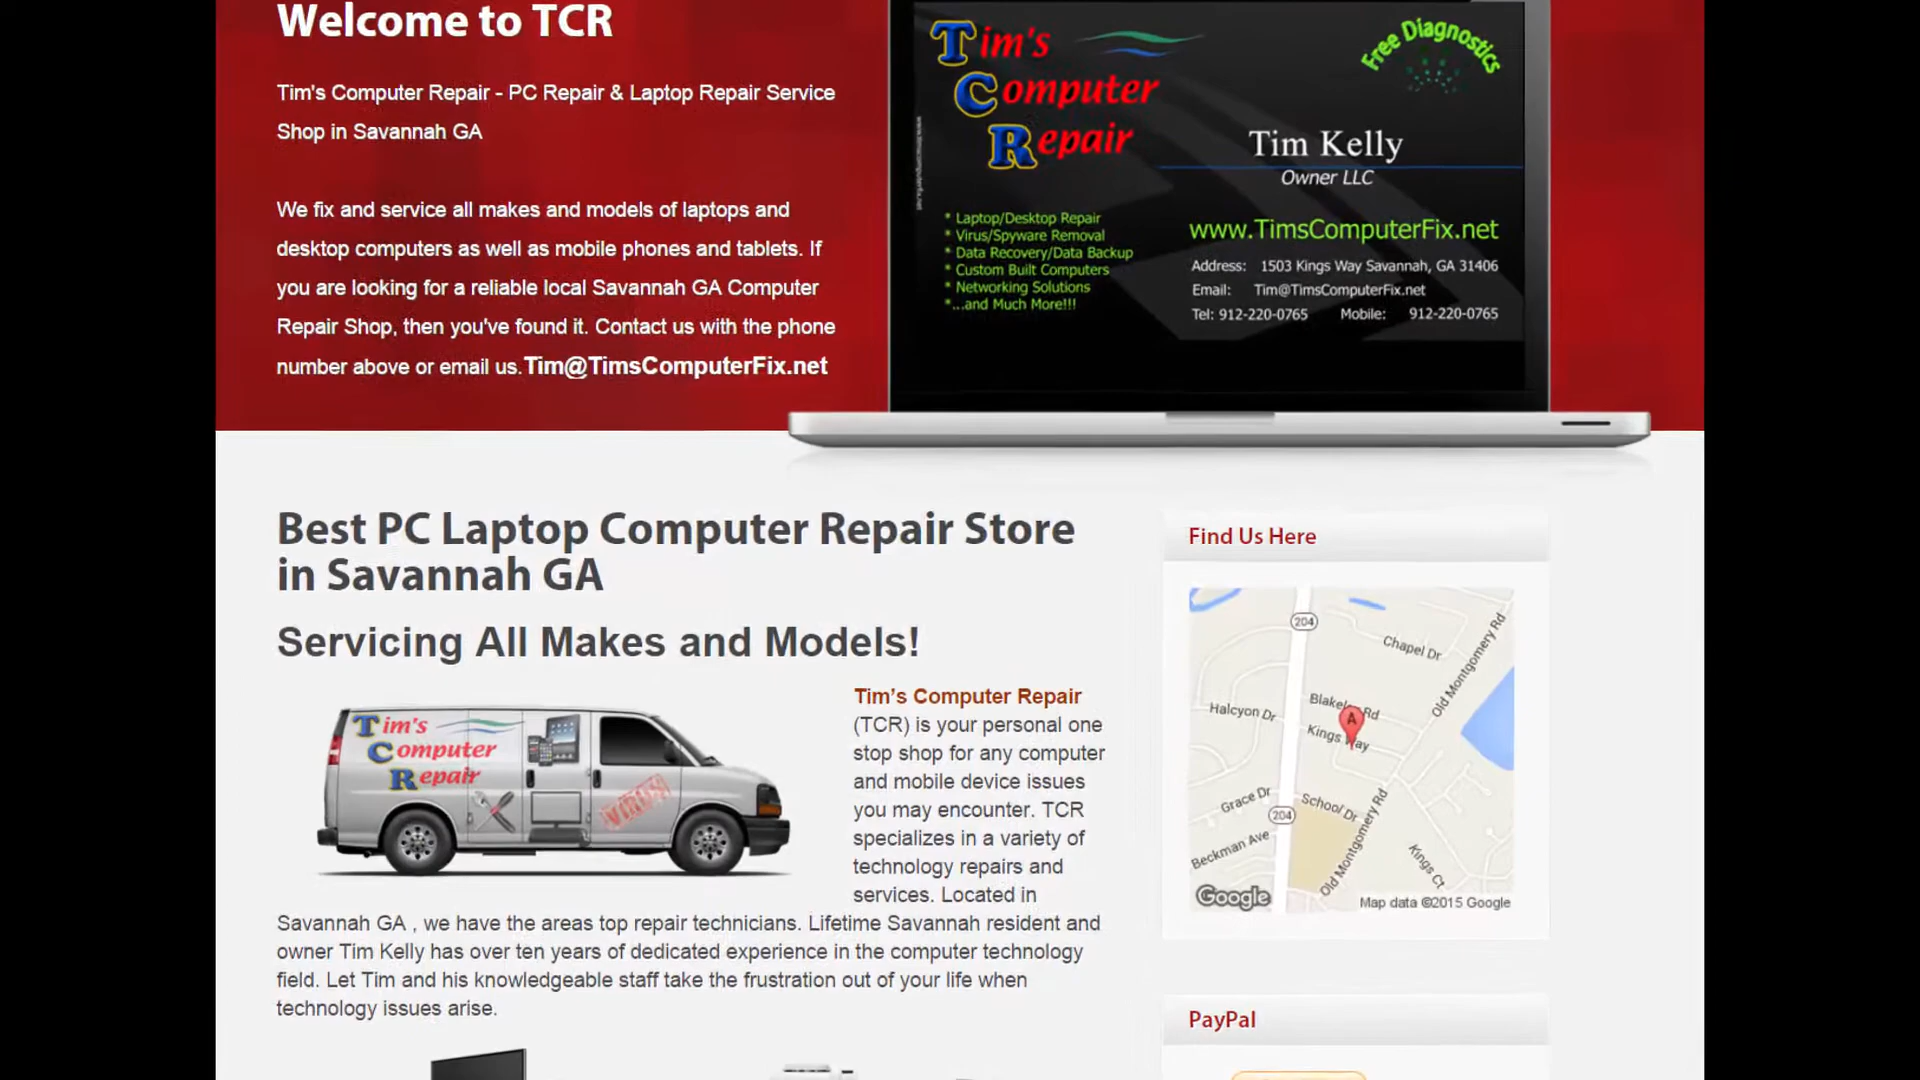 Welcome to TCR
Tim's Computer Repair - PC Repair & Laptop Repair Service
Shop in Savannah GA
We fix and service all makes and models of laptops and
desktop computers as well as mobile phones and tablets. If
you are looking for a reliable local Savannah GA Computer
Repair Shop, then you've found it. Contact us with the phone
number above or email us.Tim@TimsComputerFix.net
Tim's
Computer
Repair
Free Diagnostics
Tim Kelly
Owner LLC
* Laptop/Desktop Repair
* Virus/Spyware Removal
* Data Recovery/Data Backup
* Custom Built Computers
* Networking Solutions
*...and Much More!!!
www.TimsComputerFix.net
Address: 1503 Kings Way Savannah, GA 31406
Email: Tim@TimsComputerFix.net
Tel: 912-220-0765 Mobile: 912-220-0765
Best PC Laptop Computer Repair Store
in Savannah GA
Servicing All Makes and Models!
Tim's
Computer
Repair
VIRUS
Tim’s Computer Repair
(TCR) is your personal one
stop shop for any computer
and mobile device issues
you may encounter. TCR
specializes in a variety of
technology repairs and
services. Located in
Savannah GA , we have the areas top repair technicians. Lifetime Savannah resident and
owner Tim Kelly has over ten years of dedicated experience in the computer technology
field. Let Tim and his knowledgeable staff take the frustration out of your life when
technology issues arise.
Find Us Here
204
Chapel Dr
Old Montgomery Rd
Halcyon Dr
Blakeley Rd
A
Kings Way
Grace Dr
School Dr
204
Beckman Ave
Old Montgomery Rd
Kings Ct
Google
Map data ©2015 Google
PayPal